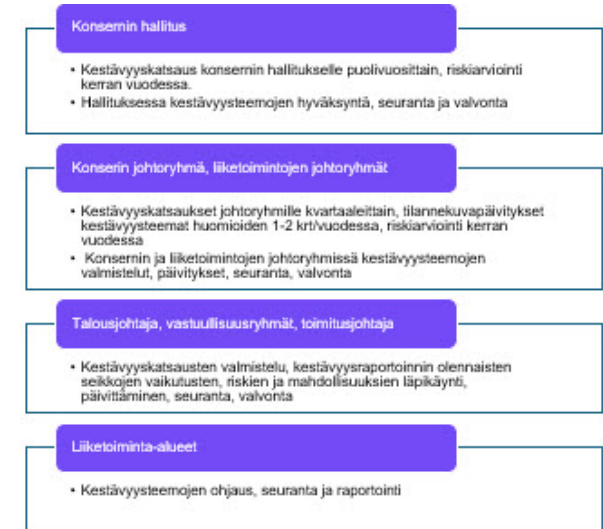 Konsernin hallitus
• Kestävyyskatsaus konsernin hallitukselle puolivuosittain, riskiarviointi
kerran vuodessa.
• Hallituksessa kestävyysteemojen hyväksyntä, seuranta ja valvonta
Konserin johtoryhmä, liiketoimintojen johtoryhmät
• Kestävyyskatsaukset johtoryhmille kvartaaleittain, tilannekuvapäivitykset
kestävyysteemat huomioiden 1-2 krt/vuodessa, riskiarviointi kerran
vuodessa
• Konsernin ja liiketoimintojen johtoryhmissä kestävyysteemojen
valmistelut, päivitykset, seuranta, valvonta
Talousjohtaja, vastuullisuusryhmät, toimitusjohtaja
• Kestävyyskatsausten valmistelu, kestävyysraportoinnin olennaisten
seikkojen vaikutusten, riskien ja mahdollisuuksien läpikäynti,
päivittäminen, seuranta, valvonta
Liiketoiminta-alueet
• Kestävyysteemojen ohjaus, seuranta ja raportointi